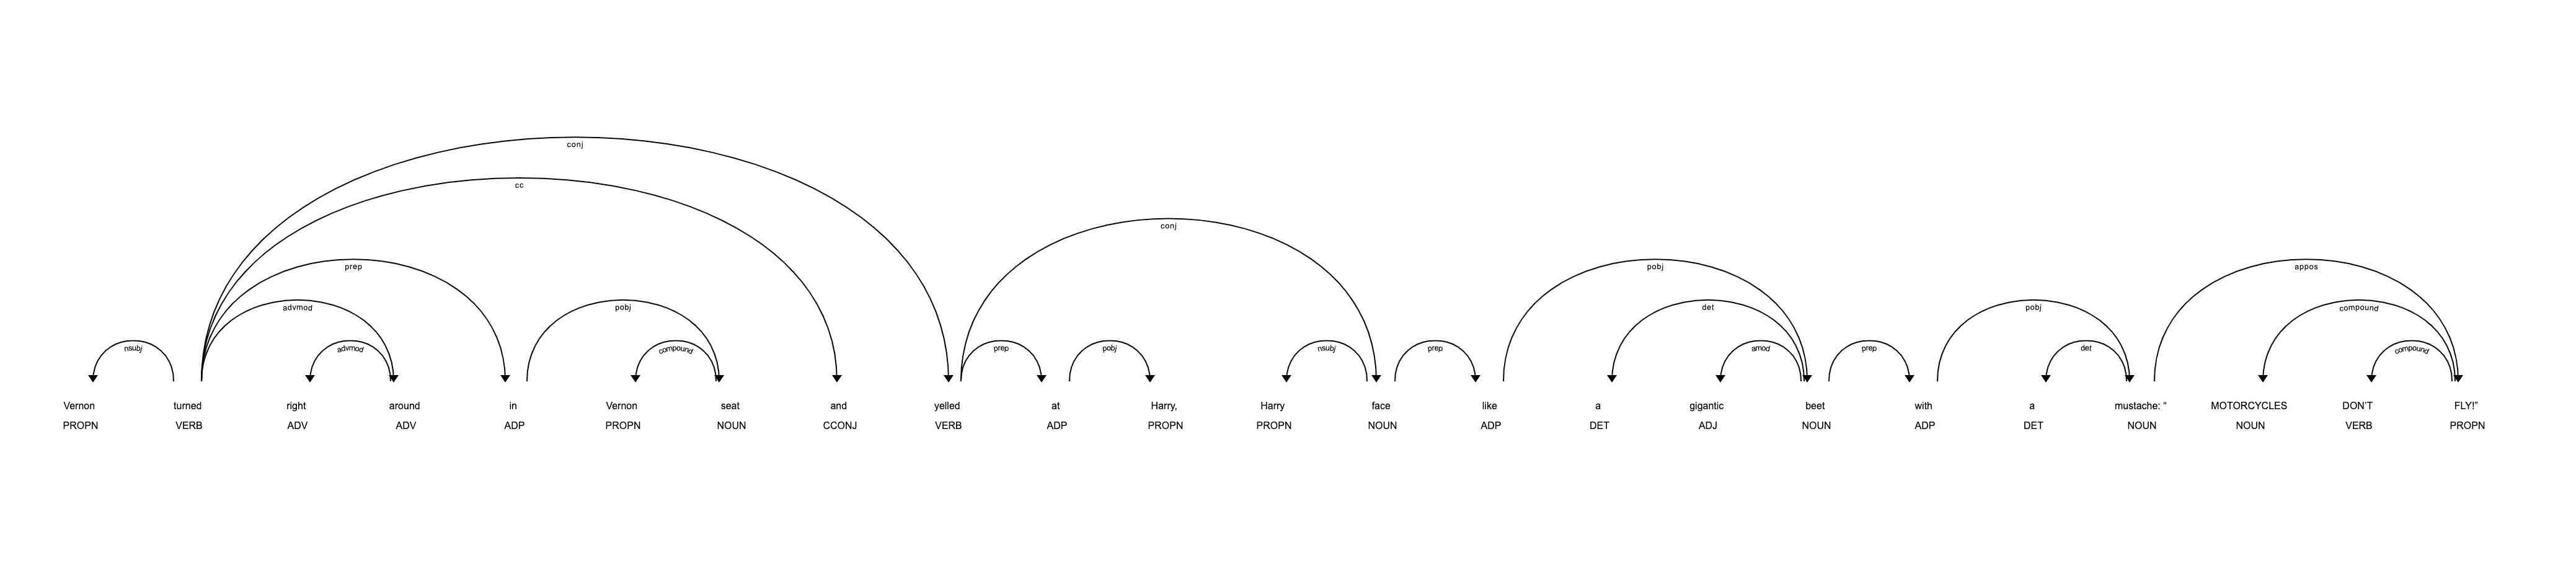 conj
cc
conj
prep pobj appos
advmod pobj det pobj compound
nsubj advmod compound prep pobj nsubj prep amod prep det compound
Vernon turned right around in Vernon seat and yelled at Harry, Harry face like a gigantic beet with a mustache: “ MOTORCYCLES DON’T FLY!”
PROPN VERB ADV ADV ADP PROPN NOUN CCONJ VERB ADP PROPN PROPN NOUN ADP DET ADJ NOUN ADP DET NOUN NOUN VERB PROPN